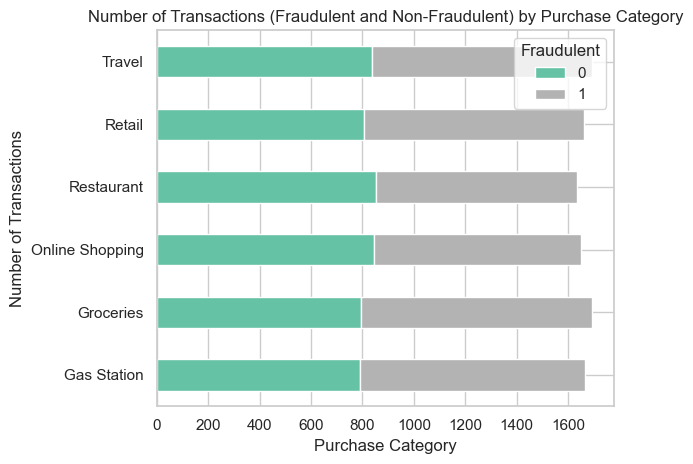 Number of Transactions (Fraudulent and Non-Fraudulent) by Purchase Category
Fraudulent
0
1
Number of Transactions
Travel
Retail
Restaurant
Online Shopping
Groceries
Gas Station
0 200 400 600 800 1000 1200 1400 1600
Purchase Category